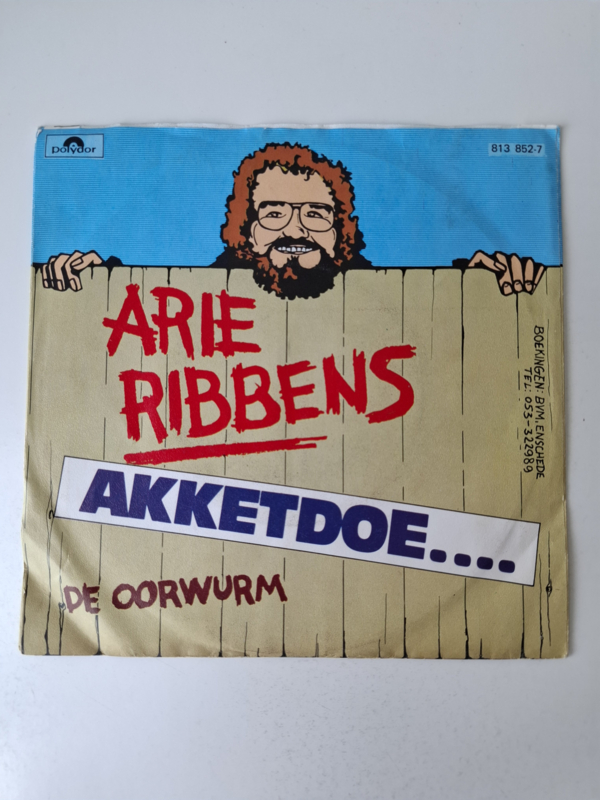 polydor
813 852-7
ARIE
RIBBENS
BOEKINGEN: BVM. ENSCHEDE
TEL: 053-322989
AKKETDOE....
DE OORWURM